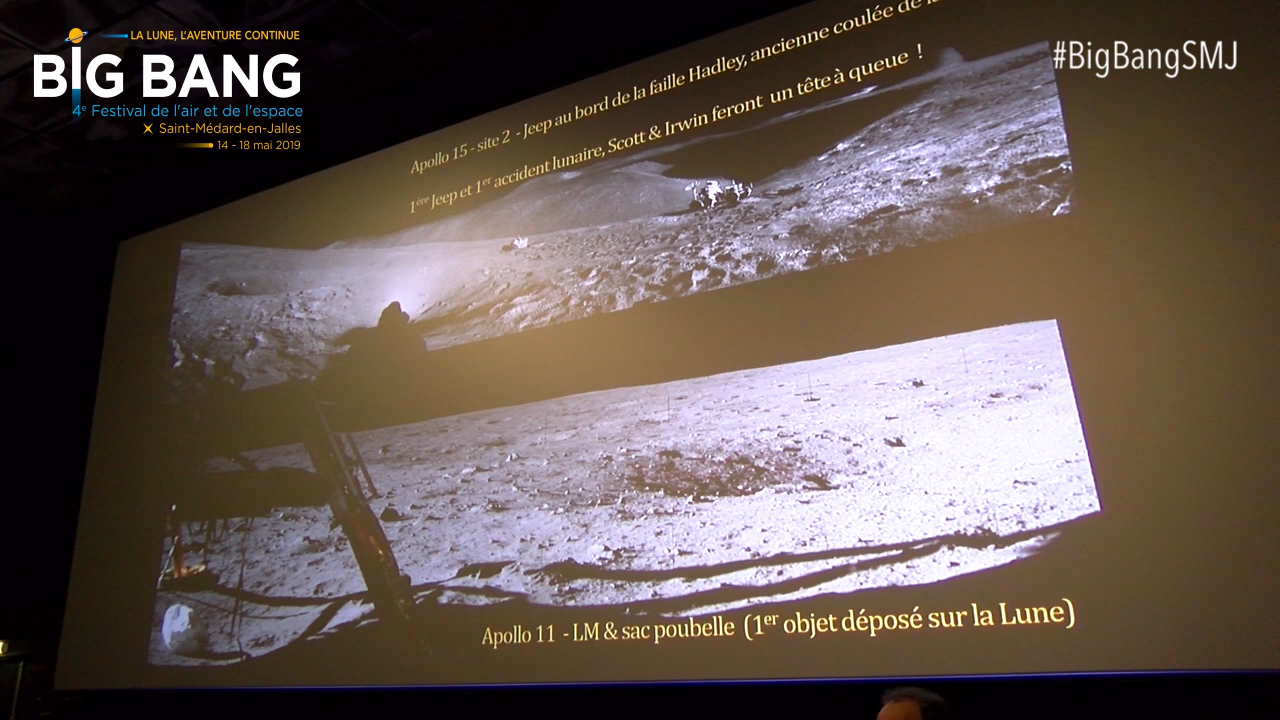 LA LUNE, L'AVENTURE CONTINUE
BIG BANG
4e Festival de l'air et de l'espace
Saint-Médard-en-Jalles
14 - 18 mai 2019
#BigBangSMJ
Apollo 15 - site 2 - Jeep au bord de la faille Hadley, ancienne coulée de
1ère Jeep et 1er accident lunaire, Scott & Irwin feront un tête à queue !
Apollo 11 - LM & sac poubelle (1er objet déposé sur la Lune)